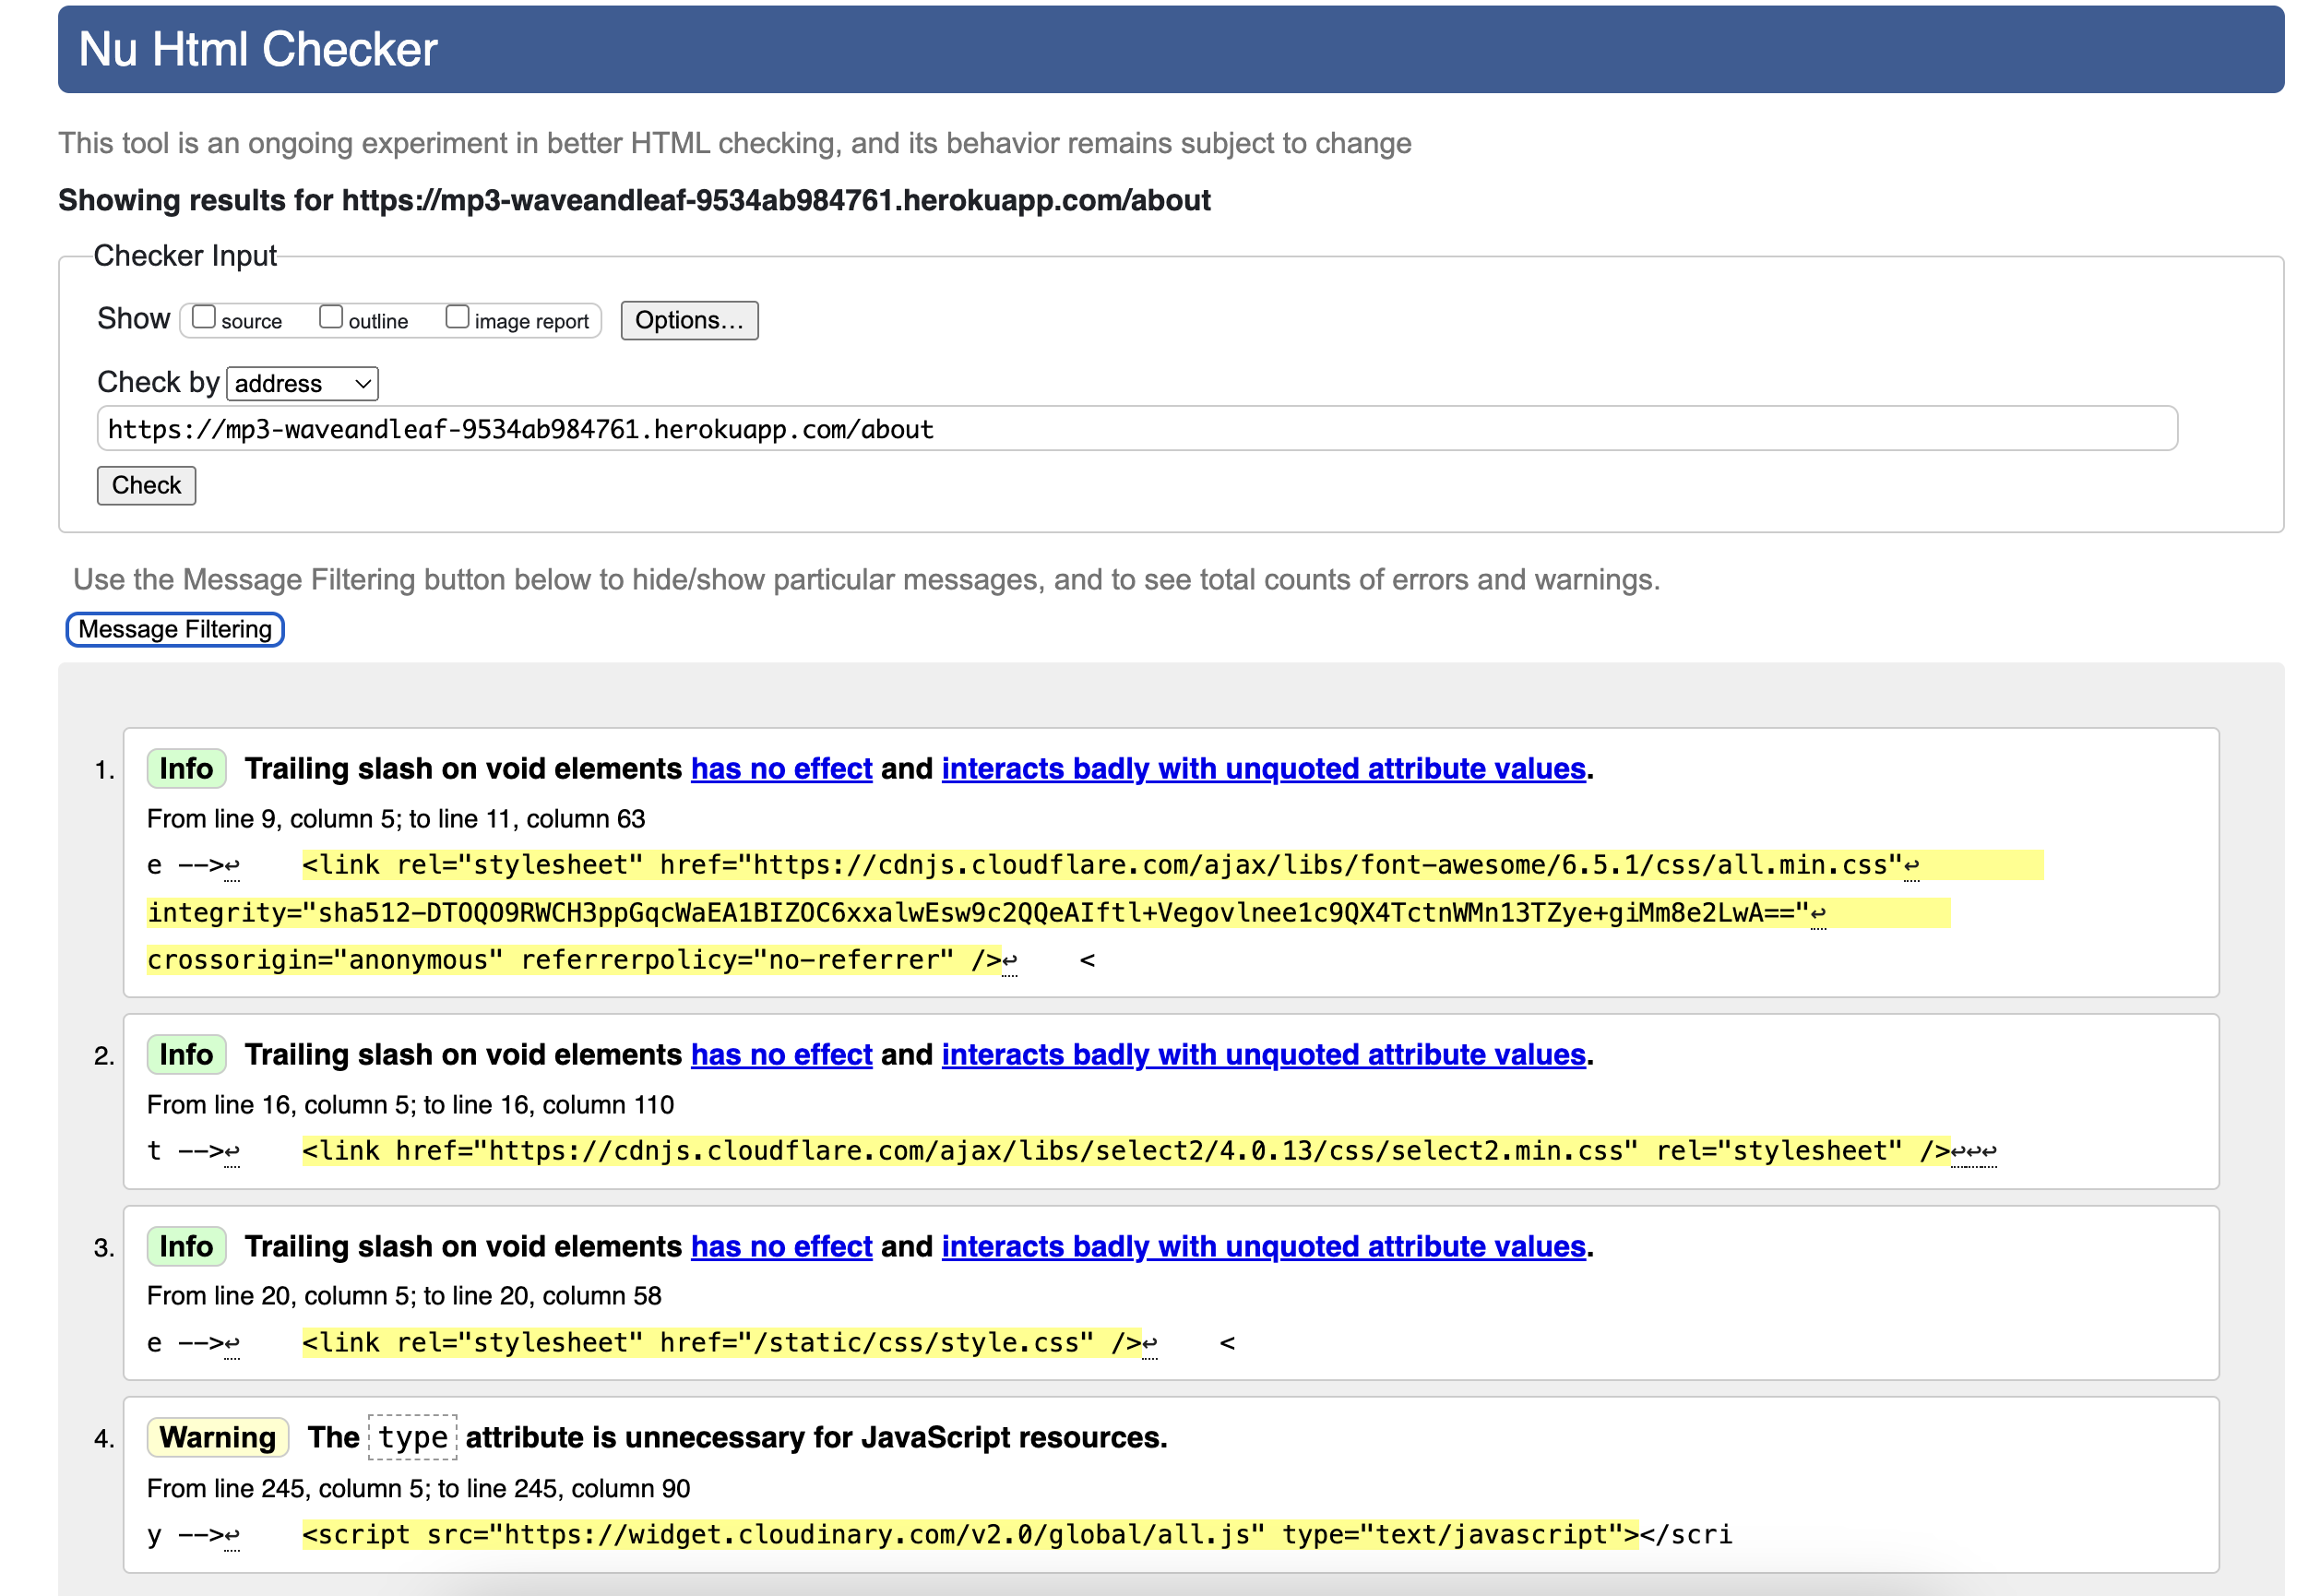 Nu Html Checker
This tool is an ongoing experiment in better HTML checking, and its behavior remains subject to change
Showing results for https://mp3-waveandleaf-9534ab984761.herokuapp.com/about
Checker Input
Show source outline image report Options...
Check by address
https://mp3-waveandleaf-9534ab984761.herokuapp.com/about
Check
Use the Message Filtering button below to hide/show particular messages, and to see total counts of errors and warnings.
Message Filtering
1. Info Trailing slash on void elements has no effect and interacts badly with unquoted attribute values.
From line 9, column 5; to line 11, column 63
e -->↩ <link rel="stylesheet" href="https://cdnjs.cloudflare.com/ajax/libs/font-awesome/6.5.1/css/all.min.css"↩
integrity="sha512-DTOQO9RWCH3ppGqcWaEA1BIZOC6xxalwEsw9c2QQeAIftl+Vegovlnee1c9QX4TctnWMn13TZye+giMm8e2LwA=="↩
crossorigin="anonymous" referrerpolicy="no-referrer" />↩ <
2. Info Trailing slash on void elements has no effect and interacts badly with unquoted attribute values.
From line 16, column 5; to line 16, column 110
t -->↩ <link href="https://cdnjs.cloudflare.com/ajax/libs/select2/4.0.13/css/select2.min.css" rel="stylesheet" />↩↩↩
3. Info Trailing slash on void elements has no effect and interacts badly with unquoted attribute values.
From line 20, column 5; to line 20, column 58
e -->↩ <link rel="stylesheet" href="/static/css/style.css" />↩ <
4. Warning The type attribute is unnecessary for JavaScript resources.
From line 245, column 5; to line 245, column 90
y -->↩ <script src="https://widget.cloudinary.com/v2.0/global/all.js" type="text/javascript"></scri